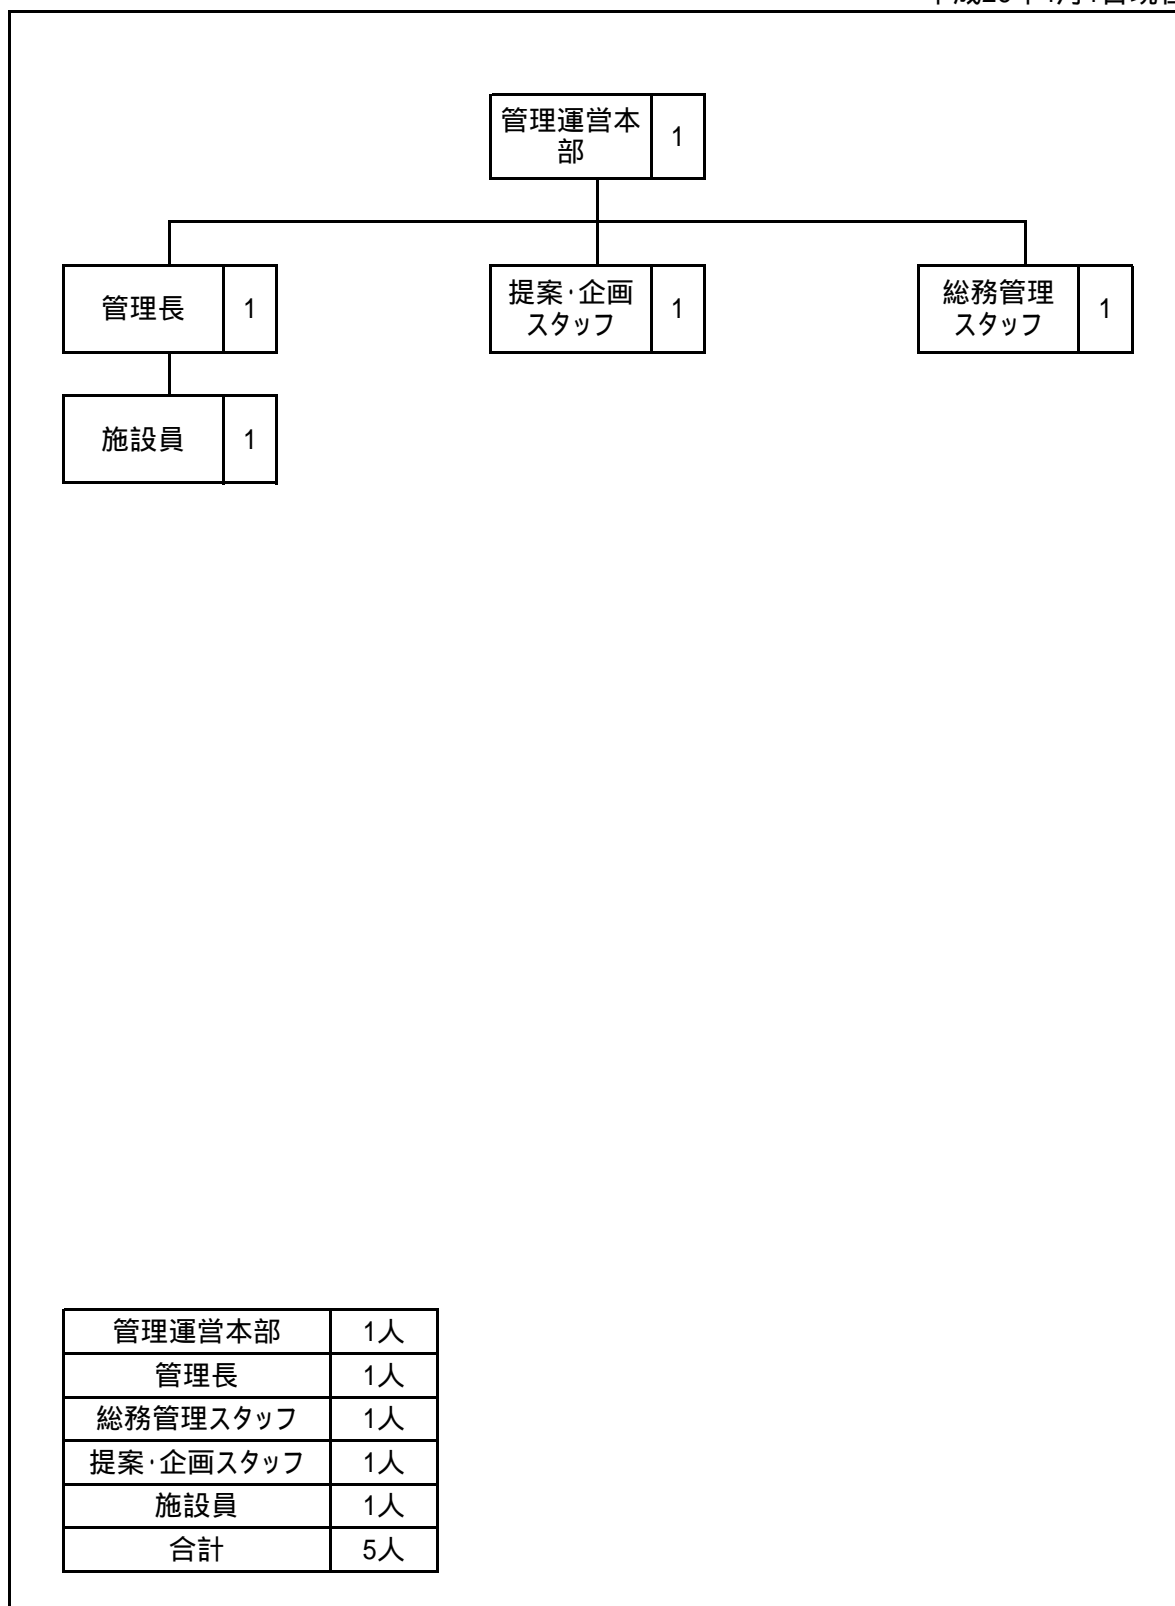 管理運営本
部
1
管理長
1
提案・企画
スタッフ
1
総務管理
スタッフ
1
施設員
1
管理運営本部 1人
管理長 1人
総務管理スタッフ 1人
提案・企画スタッフ 1人
施設員 1人
合計 5人